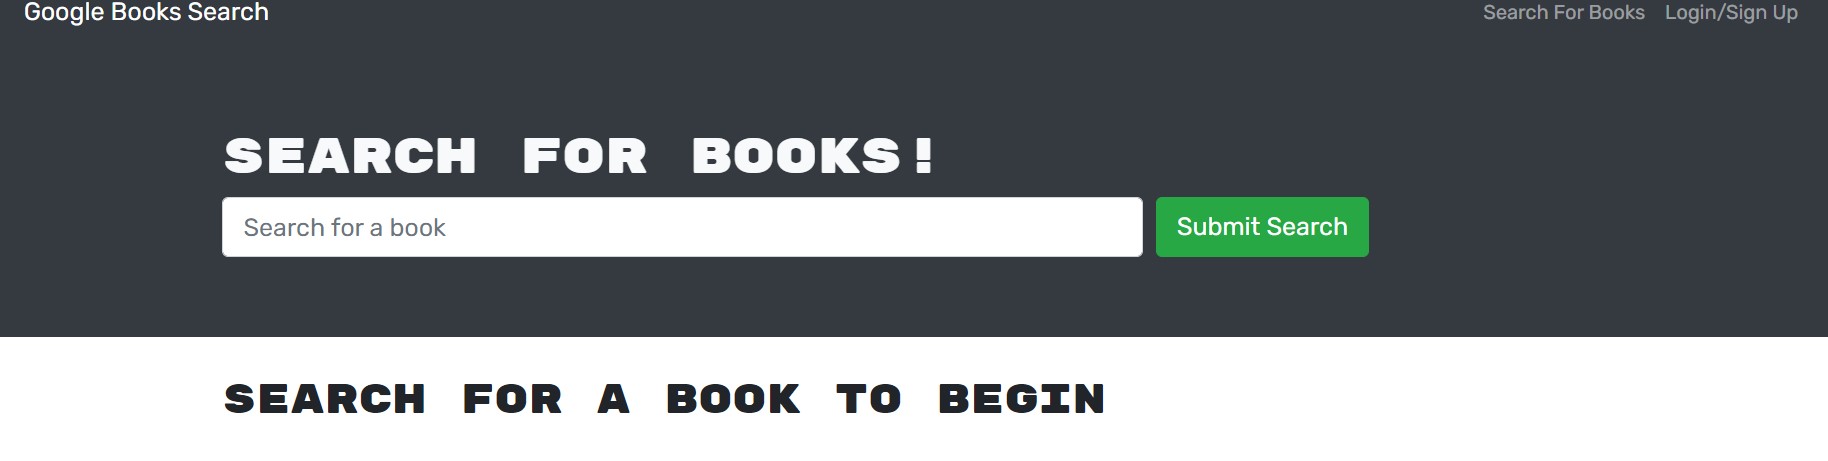 Google Books Search
Search For Books
Login/Sign Up
SEARCH FOR BOOKS!
Search for a book
Submit Search
SEARCH FOR A BOOK TO BEGIN